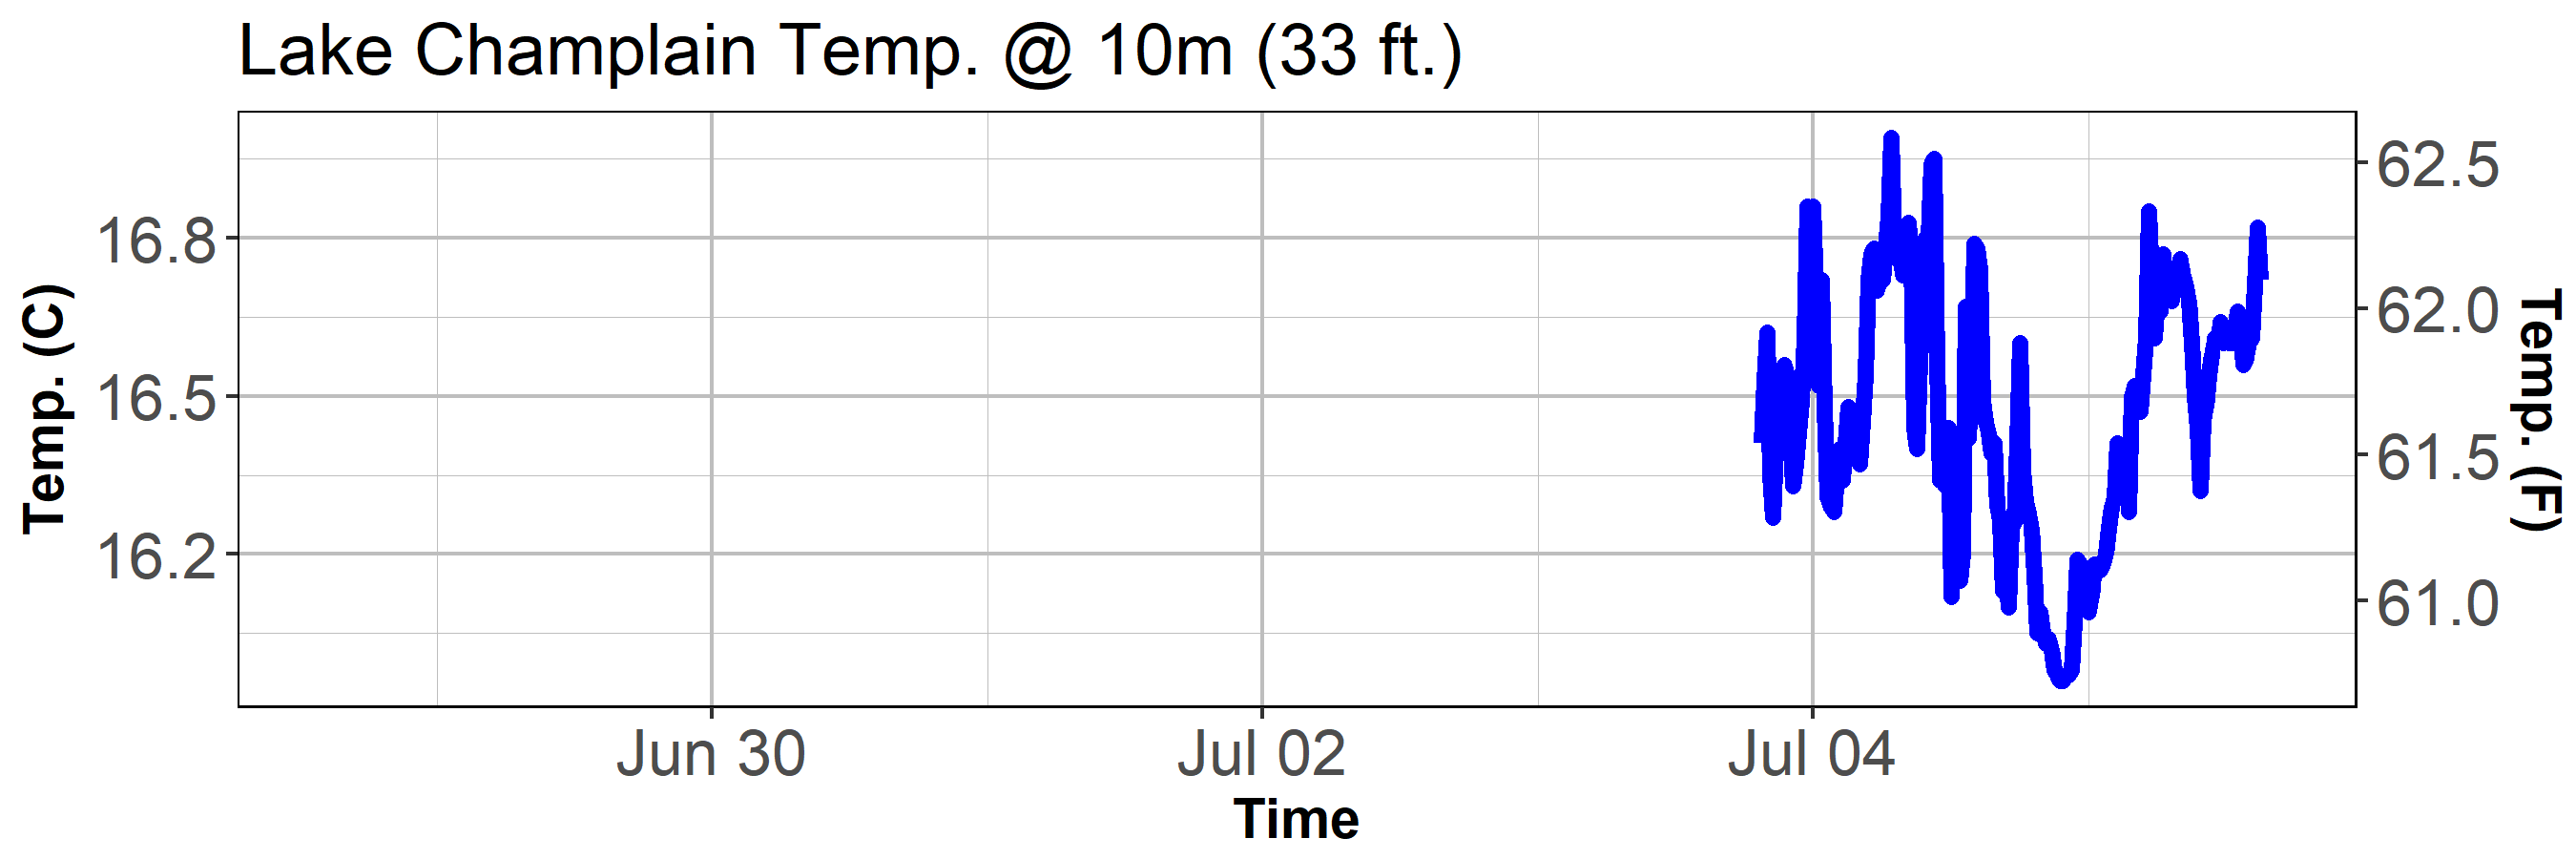 Lake Champlain Temp. @ 10m (33 ft.)
Temp. (C)
16.8
16.5
16.2
62.5
62.0
61.5
61.0
Temp. (F)
Jun 30
Jul 02
Jul 04
Time